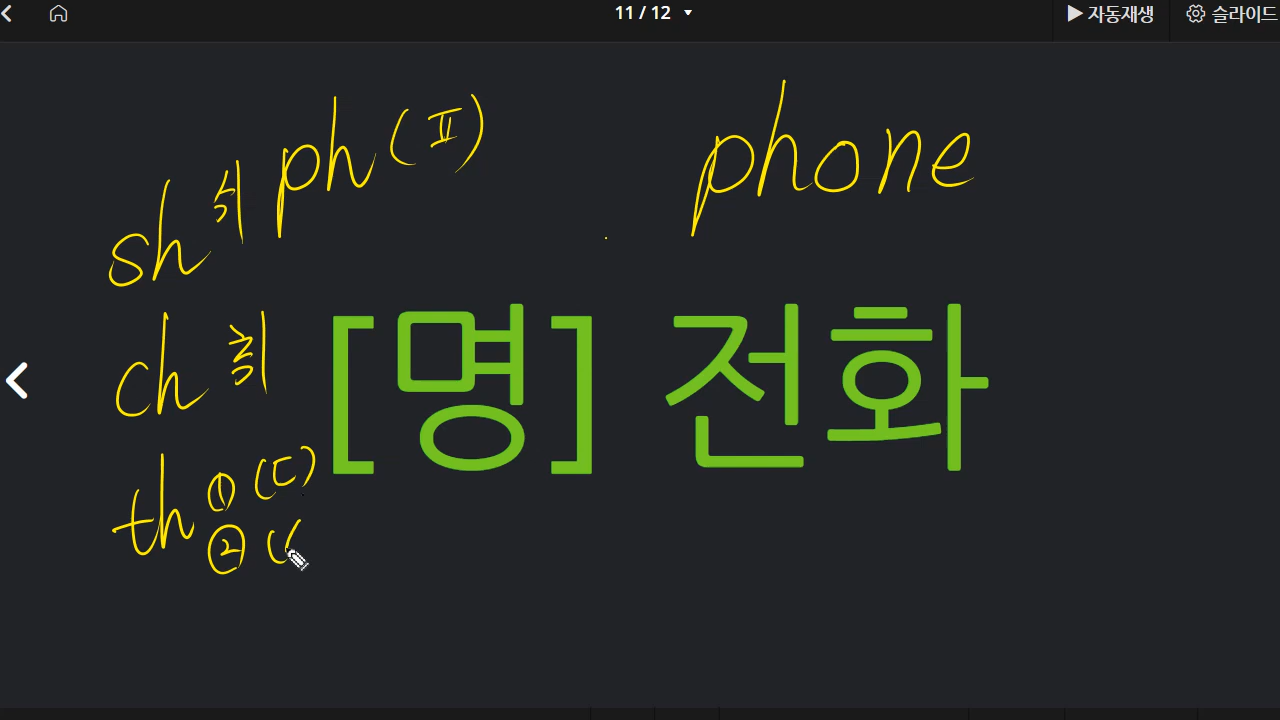 11 / 12
▶ 자동재생
슬라이드
ph (ㅍ)
phone
sh 쉬
ch 취
[명] 전화
th ① (ㄷ)
② (